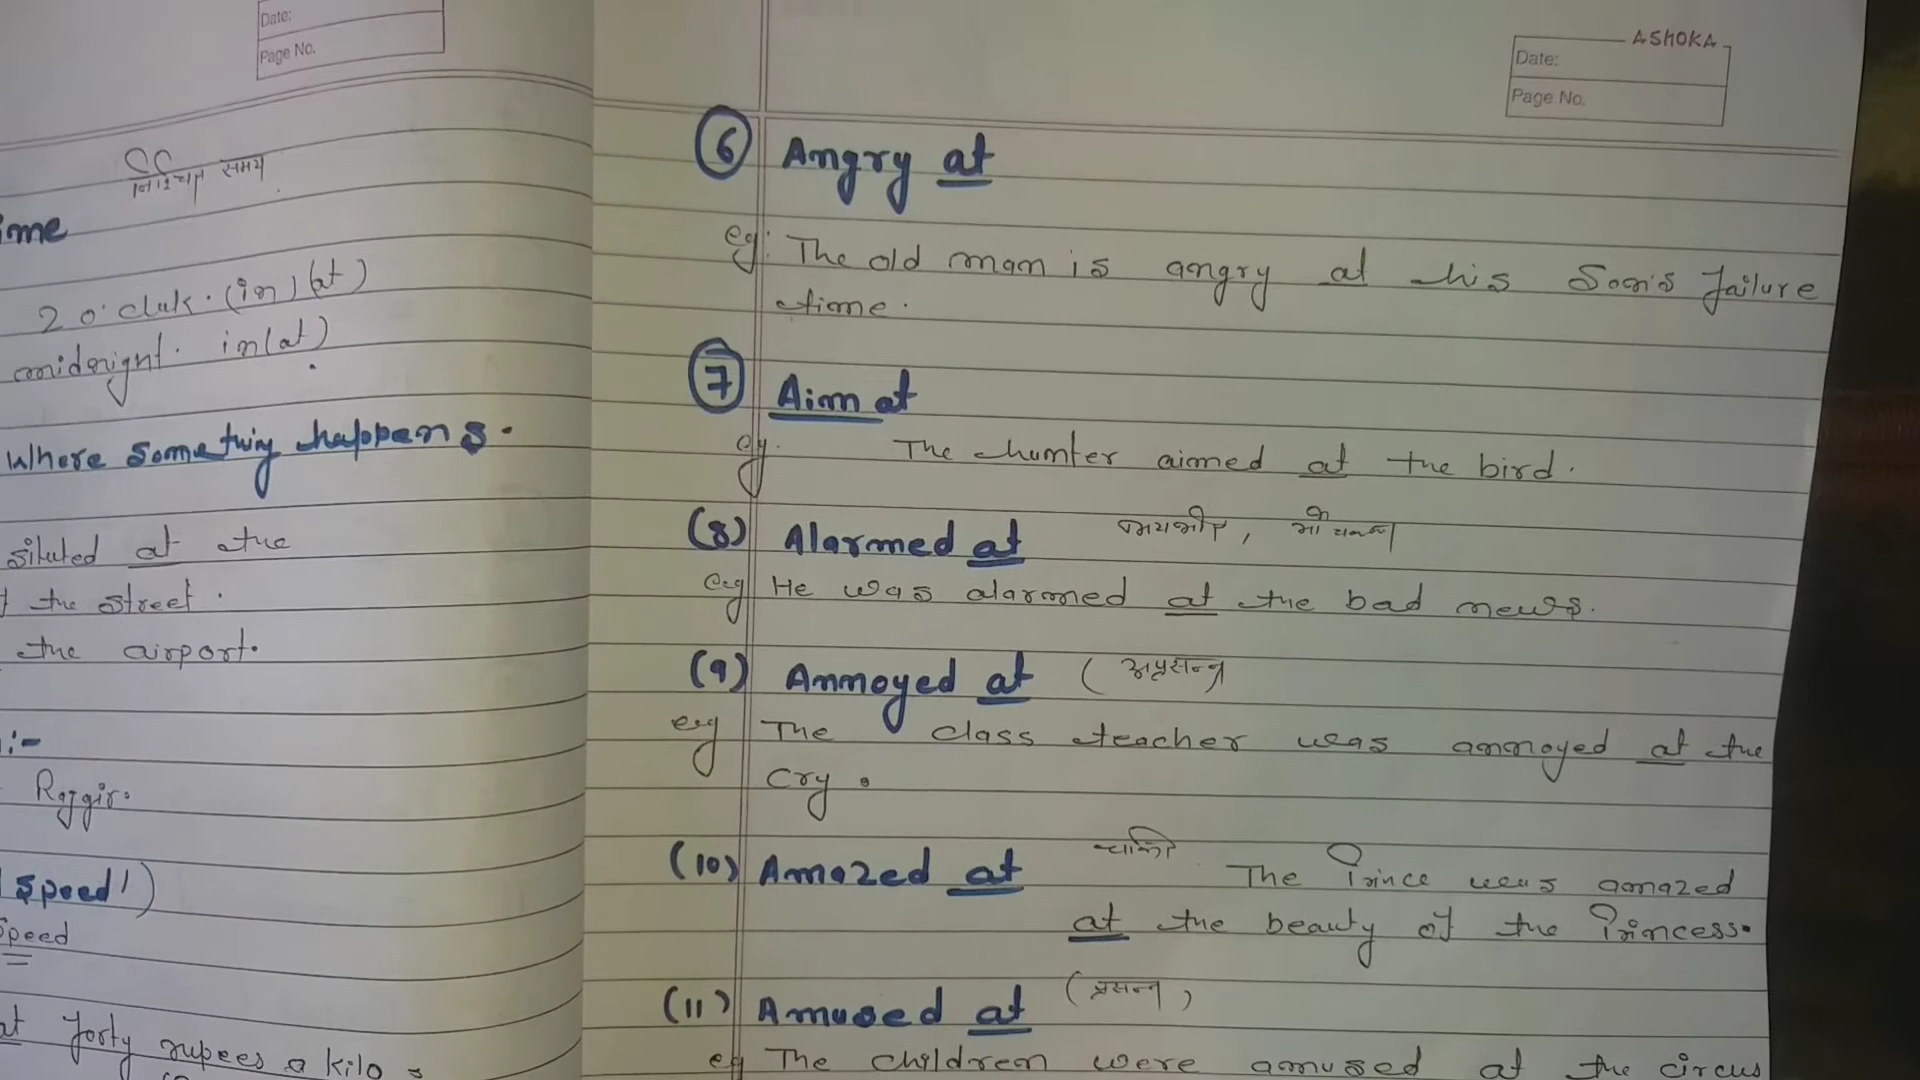 Date:
Page No.
निश्चित समय
ime
2 o'cluk. (in) (at)
midnight. in(at)
Where something happens.
situted at the
the street.
the airport.
:-
Rajgir.
speed')
speed
at forty rupees a kilo
ASHOKA
Date:
Page No.
6 Angry at
eg: The old man is angry at his son's failure
time.
7 Aim at
eg. The hunter aimed at the bird.
(8) Alarmed at भयभीत,
e.g He was alarmed at the bad news.
(9) Annoyed at (अप्रसन्न)
e.g The class teacher was annoyed at the
cry.
(10) Amazed at चकित The Prince was amazed
at the beauty of the Princess.
(11) Amused at (प्रसन्न)
eg The children were amused at the circus